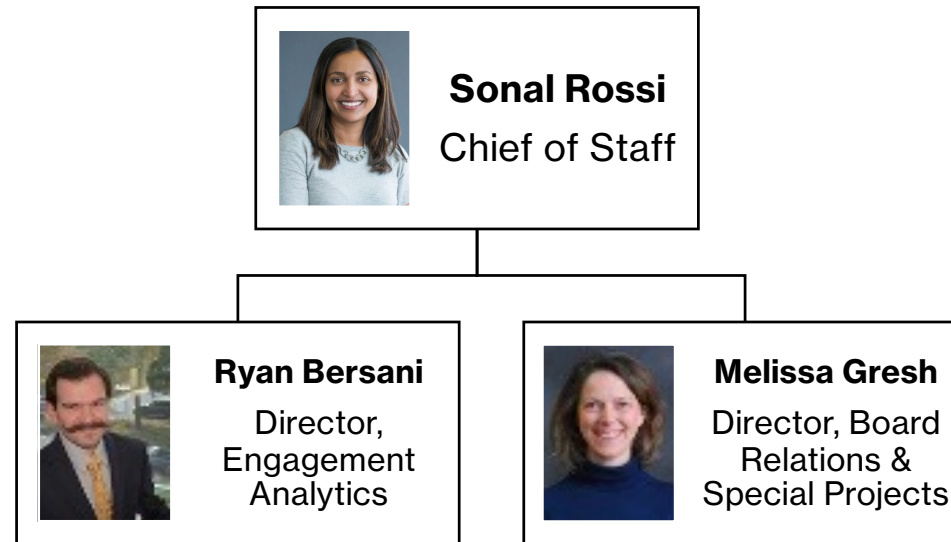 Sonal Rossi
Chief of Staff
Ryan Bersani
Director,
Engagement
Analytics
Melissa Gresh
Director, Board
Relations &
Special Projects